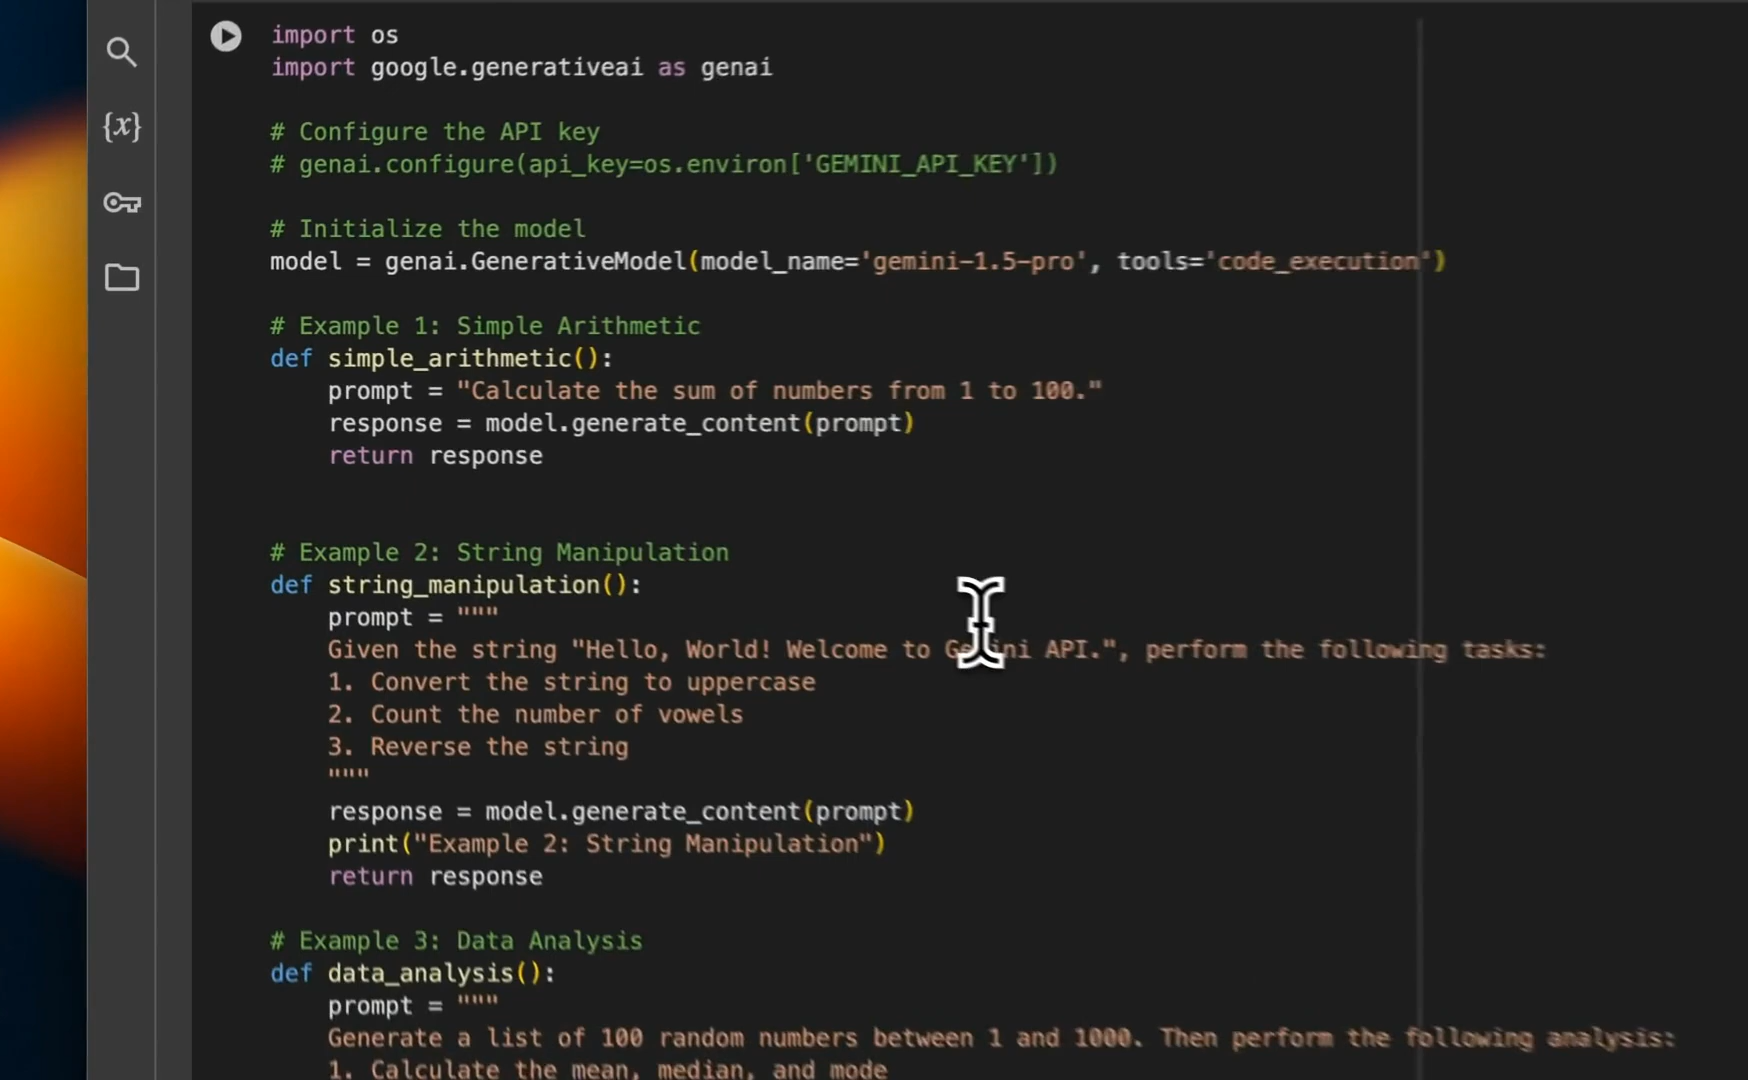 import os
import google.generativeai as genai
{x}
# Configure the API key
# genai.configure(api_key=os.environ['GEMINI_API_KEY'])
# Initialize the model
model = genai.GenerativeModel(model_name='gemini-1.5-pro', tools='code_execution')
# Example 1: Simple Arithmetic
def simple_arithmetic():
prompt = "Calculate the sum of numbers from 1 to 100."
response = model.generate_content(prompt)
return response
# Example 2: String Manipulation
def string_manipulation():
prompt = """
Given the string "Hello, World! Welcome to Gemini API.", perform the following tasks:
1. Convert the string to uppercase
2. Count the number of vowels
3. Reverse the string
"""
response = model.generate_content(prompt)
print("Example 2: String Manipulation")
return response
# Example 3: Data Analysis
def data_analysis():
prompt = """
Generate a list of 100 random numbers between 1 and 1000. Then perform the following analysis:
1. Calculate the mean, median, and mode